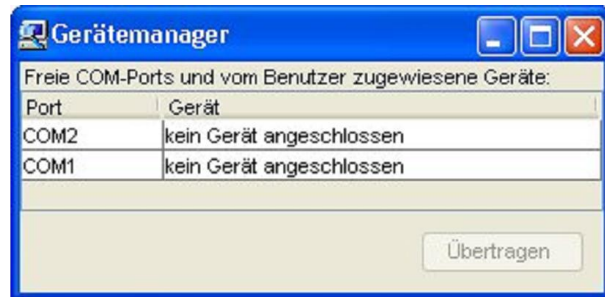 Gerätemanager
Freie COM-Ports und vom Benutzer zugewiesene Geräte:
Port Gerät
COM2 kein Gerät angeschlossen
COM1 kein Gerät angeschlossen
Übertragen